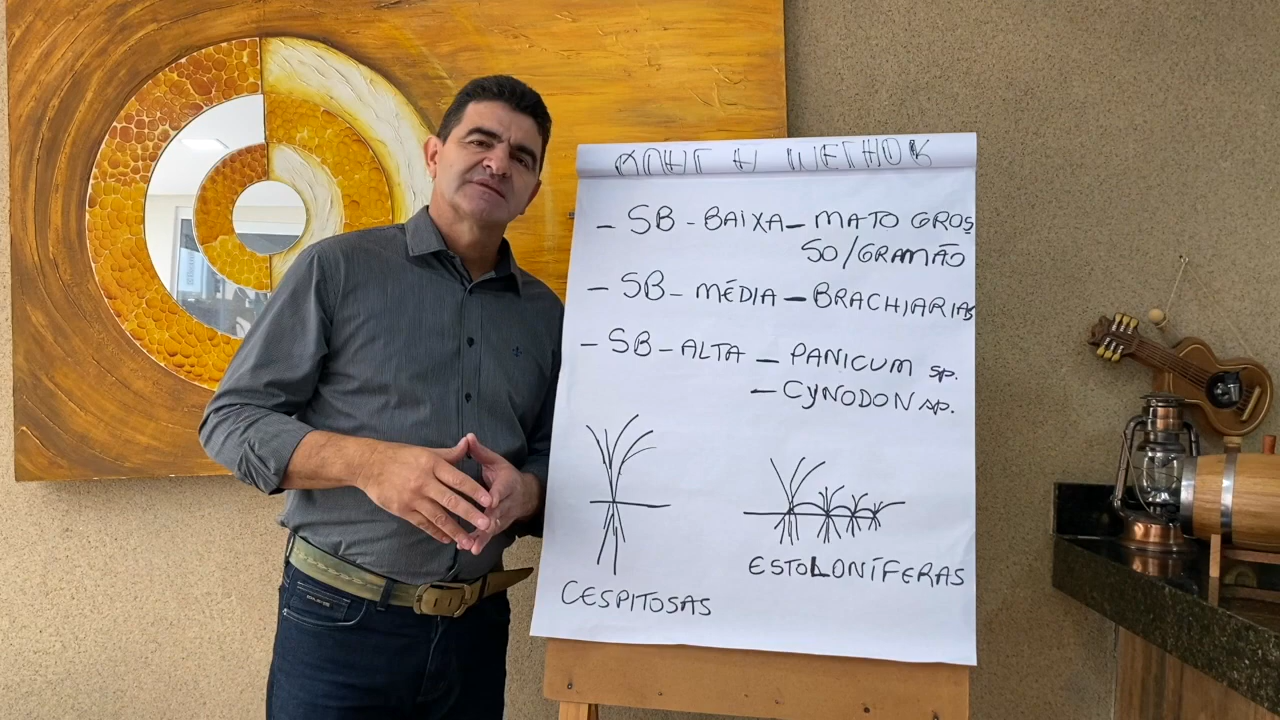 - SB - BAIXA - MATO GROS
SO/GRAMÃO
- SB - MÉDIA - BRACHIARIAS
- SB - ALTA - PANICUM sp.
- CYNODON sp.
CESPITOSAS
ESTOLONÍFERAS